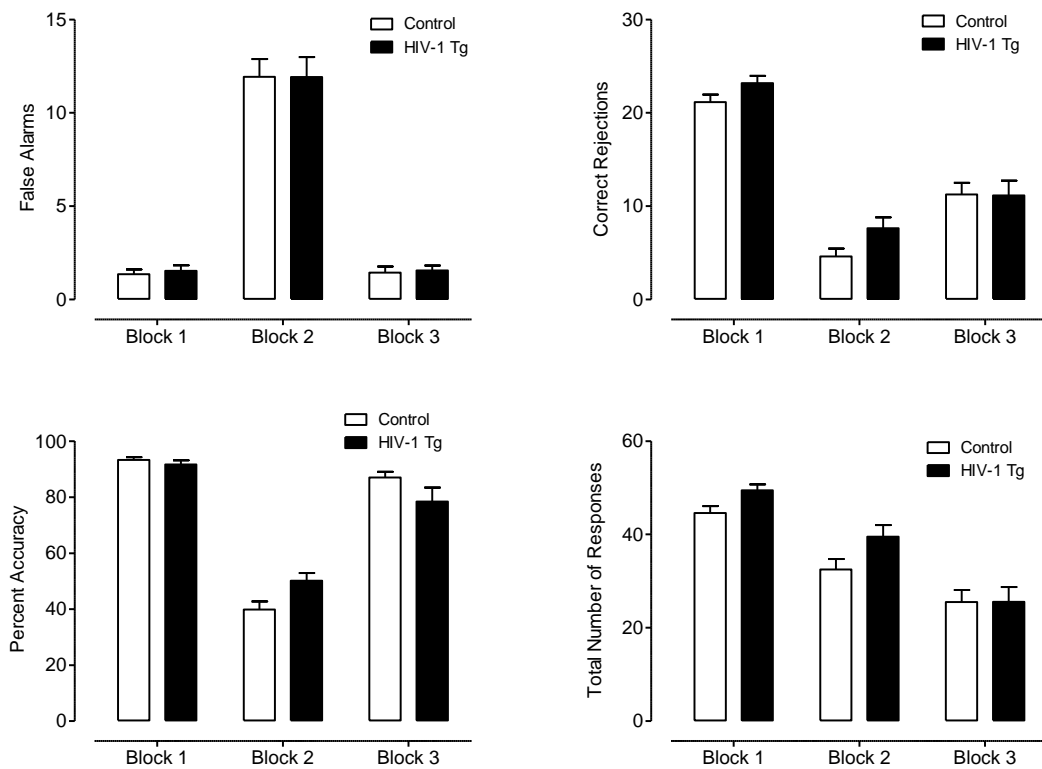 False Alarms
15
10
5
0
Control
HIV-1 Tg
Block 1 Block 2 Block 3
Correct Rejections
30
20
10
0
Control
HIV-1 Tg
Block 1 Block 2 Block 3
Percent Accuracy
100
80
60
40
20
0
Control
HIV-1 Tg
Block 1 Block 2 Block 3
Total Number of Responses
60
40
20
0
Control
HIV-1 Tg
Block 1 Block 2 Block 3